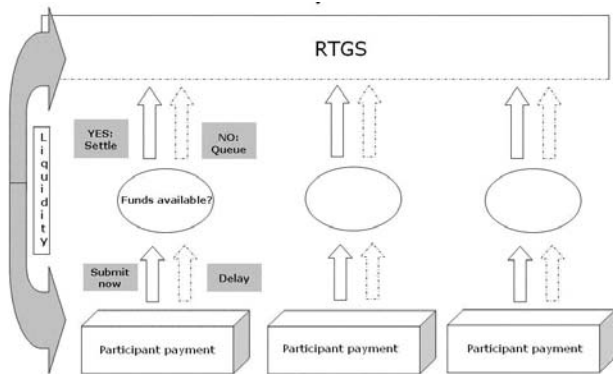 RTGS
YES:
Settle
NO:
Queue
Liquidity
Funds available?
Submit
now
Delay
Participant payment
Participant payment
Participant payment